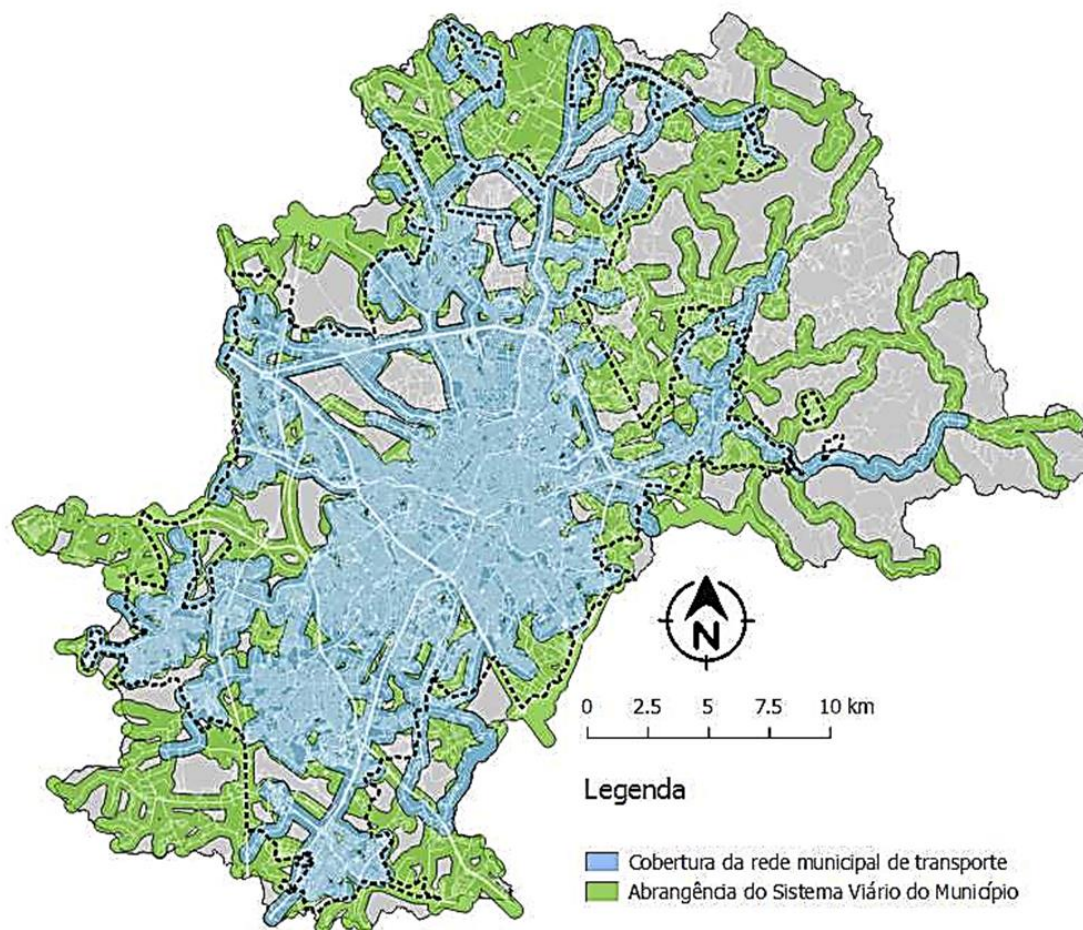 N
0 2.5 5 7.5 10 km
Legenda
Cobertura da rede municipal de transporte
Abrangência do Sistema Viário do Município